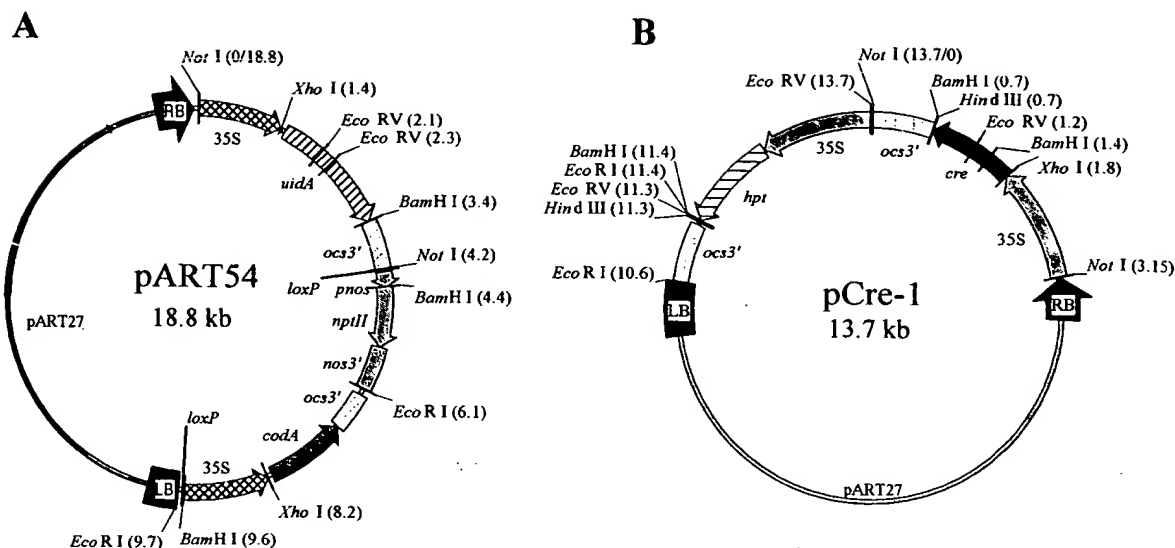 A
Not I (0/18.8)
RB
Xho I (1.4)
35S
Eco RV (2.1)
Eco RV (2.3)
uidA
BamH I (3.4)
ocs3'
Not I (4.2)
loxP
pnos
BamH I (4.4)
nptII
nos3'
ocs3'
EcoR I (6.1)
codA
Xho I (8.2)
35S
loxP
LB
EcoR I (9.7)
BamH I (9.6)
pART27
pART54
18.8 kb
B
Not I (13.7/0)
Eco RV (13.7)
BamH I (0.7)
Hind III (0.7)
Eco RV (1.2)
BamH I (1.4)
Xho I (1.8)
35S
ocs3'
cre
35S
Not I (3.15)
RB
BamH I (11.4)
EcoR I (11.4)
Eco RV (11.3)
Hind III (11.3)
hpt
ocs3'
EcoR I (10.6)
LB
pCre-1
13.7 kb
pART27